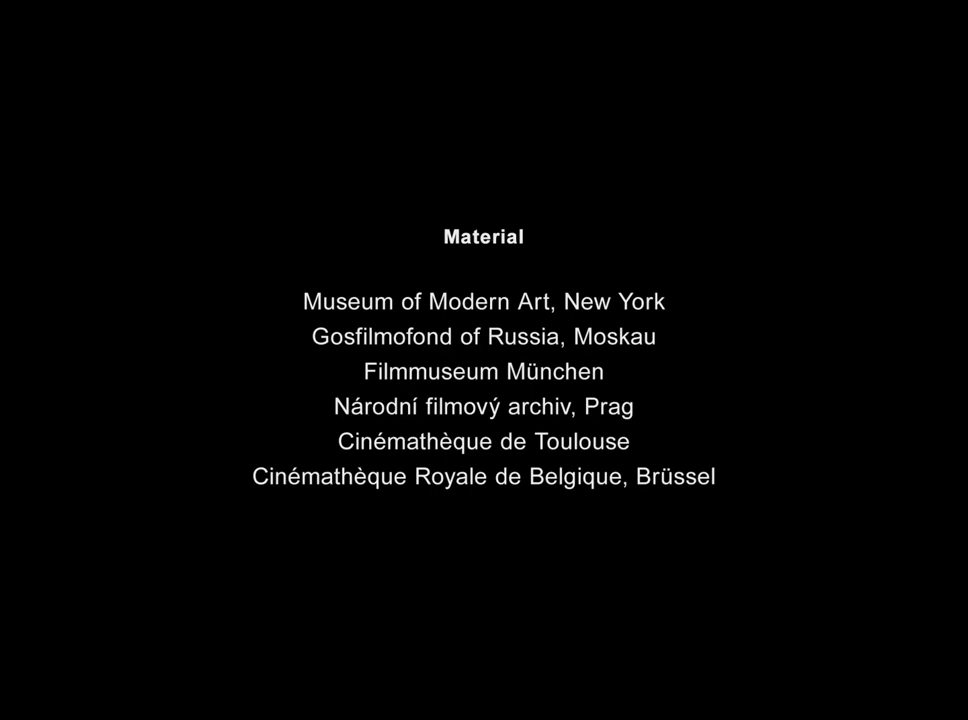 Material
Museum of Modern Art, New York
Gosfilmofond of Russia, Moskau
Filmmuseum München
Národní filmový archiv, Prag
Cinémathèque de Toulouse
Cinémathèque Royale de Belgique, Brüssel